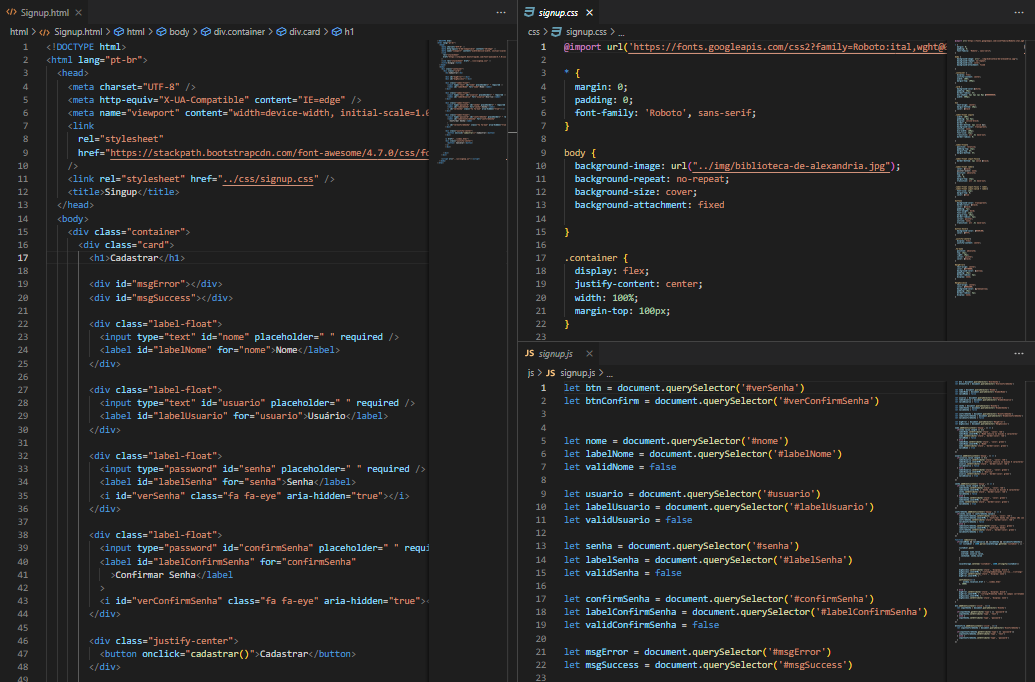 Signup.html
html > Signup.html > html > body > div.container > div.card > h1
1 <!DOCTYPE html>
2 <html lang="pt-br">
3 <head>
4 <meta charset="UTF-8" />
5 <meta http-equiv="X-UA-Compatible" content="IE=edge" />
6 <meta name="viewport" content="width=device-width, initial-scale=1.0
7 <link
8 rel="stylesheet"
9 href="https://stackpath.bootstrapcdn.com/font-awesome/4.7.0/css/fo
10 />
11 <link rel="stylesheet" href="../css/signup.css" />
12 <title>Singup</title>
13 </head>
14 <body>
15 <div class="container">
16 <div class="card">
17 <h1>Cadastrar</h1>
18
19 <div id="msgError"></div>
20 <div id="msgSuccess"></div>
21
22 <div class="label-float">
23 <input type="text" id="nome" placeholder=" " required />
24 <label id="labelNome" for="nome">Nome</label>
25 </div>
26
27 <div class="label-float">
28 <input type="text" id="usuario" placeholder=" " required />
29 <label id="labelUsuario" for="usuario">Usuário</label>
30 </div>
31
32 <div class="label-float">
33 <input type="password" id="senha" placeholder=" " required />
34 <label id="labelSenha" for="senha">Senha</label>
35 <i id="verSenha" class="fa fa-eye" aria-hidden="true"></i>
36 </div>
37
38 <div class="label-float">
39 <input type="password" id="confirmSenha" placeholder=" " requi
40 <label id="labelConfirmSenha" for="confirmSenha"
41 >Confirmar Senha</label
42 >
43 <i id="verConfirmSenha" class="fa fa-eye" aria-hidden="true"><
44 </div>
45
46 <div class="justify-center">
47 <button onclick="cadastrar()">Cadastrar</button>
48 </div>
49
signup.css
css > signup.css > ...
1 @import url('https://fonts.googleapis.com/css2?family=Roboto:ital,wght@0
2
3 * {
4 margin: 0;
5 padding: 0;
6 font-family: 'Roboto', sans-serif;
7 }
8
9 body {
10 background-image: url("../img/biblioteca-de-alexandria.jpg");
11 background-repeat: no-repeat;
12 background-size: cover;
13 background-attachment: fixed
14
15 }
16
17 .container {
18 display: flex;
19 justify-content: center;
20 width: 100%;
21 margin-top: 100px;
22 }
23
JS signup.js
js > JS signup.js > ...
1 let btn = document.querySelector('#verSenha')
2 let btnConfirm = document.querySelector('#verConfirmSenha')
3
4
5 let nome = document.querySelector('#nome')
6 let labelNome = document.querySelector('#labelNome')
7 let validNome = false
8
9 let usuario = document.querySelector('#usuario')
10 let labelUsuario = document.querySelector('#labelUsuario')
11 let validUsuario = false
12
13 let senha = document.querySelector('#senha')
14 let labelSenha = document.querySelector('#labelSenha')
15 let validSenha = false
16
17 let confirmSenha = document.querySelector('#confirmSenha')
18 let labelConfirmSenha = document.querySelector('#labelConfirmSenha')
19 let validConfirmSenha = false
20
21 let msgError = document.querySelector('#msgError')
22 let msgSuccess = document.querySelector('#msgSuccess')
23